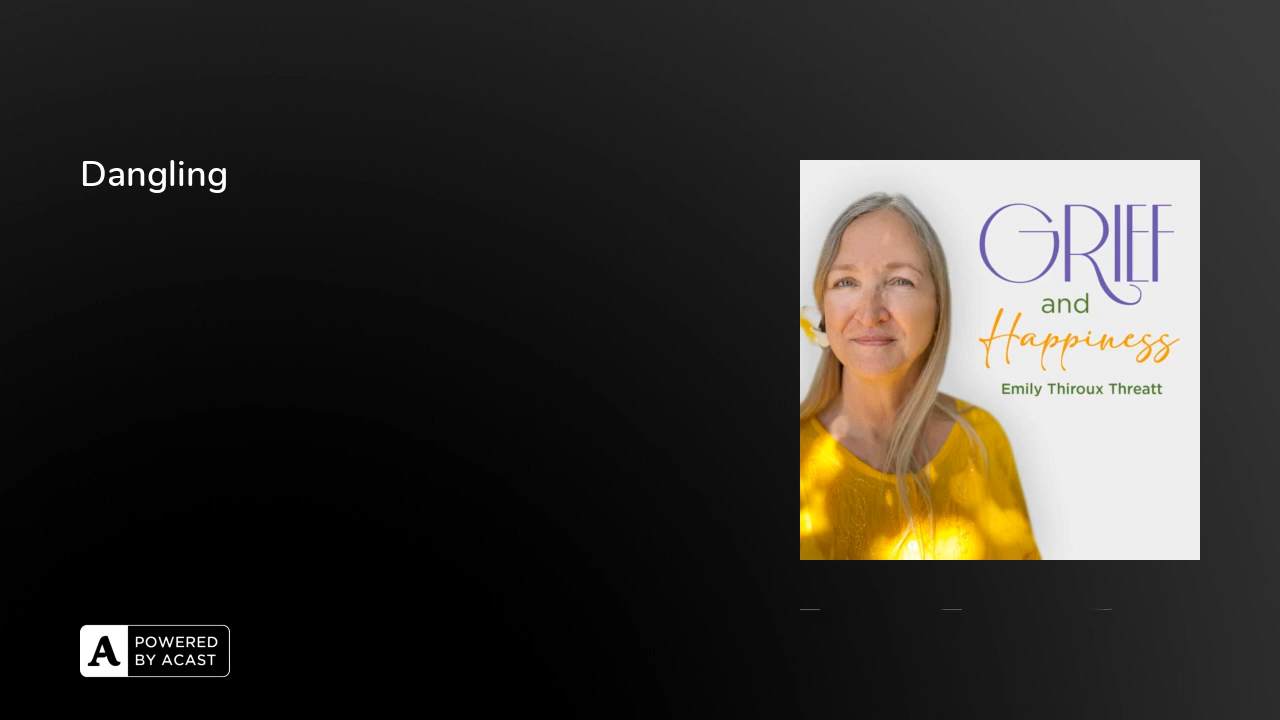 Dangling
GRIEF
and
Happiness
Emily Thiroux Threatt
A POWERED
BY ACAST